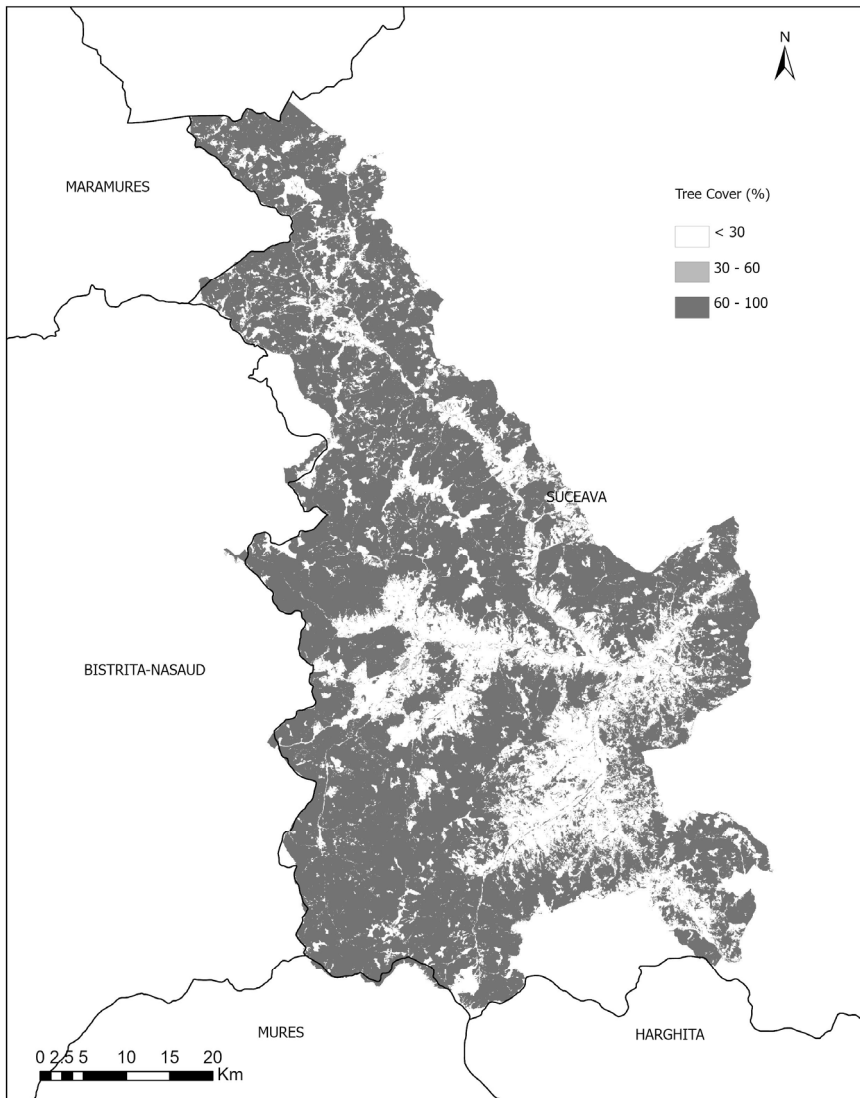 N
MARAMURES
Tree Cover (%)
< 30
30 - 60
60 - 100
SUCEAVA
BISTRITA-NASAUD
MURES
HARGHITA
0 2.5 5 10 15 20
Km